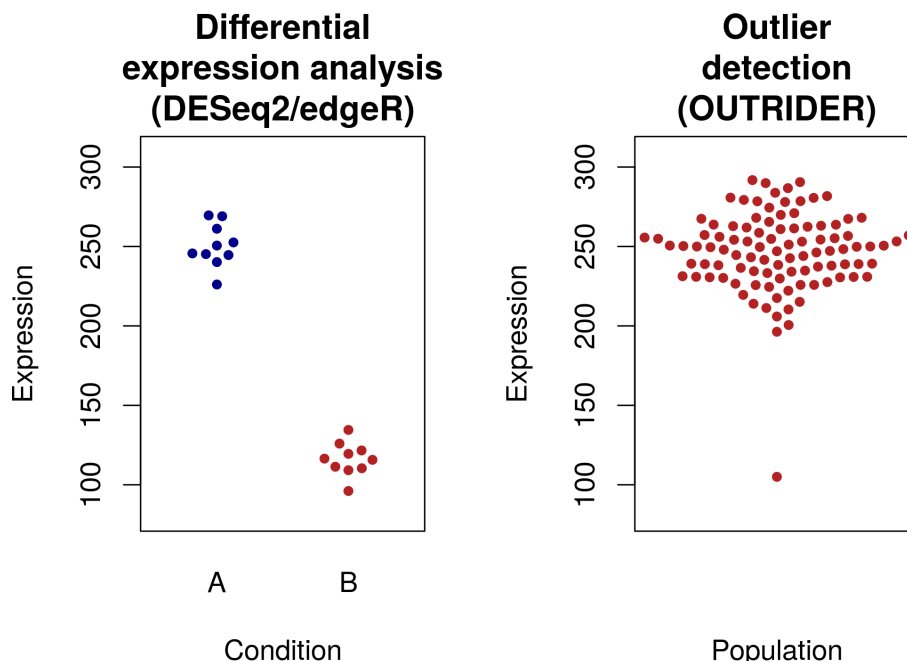 Differential
expression analysis
(DESeq2/edgeR)
300
250
200
150
100
Expression
A
B
Condition
Outlier
detection
(OUTRIDER)
300
250
200
150
100
Expression
Population